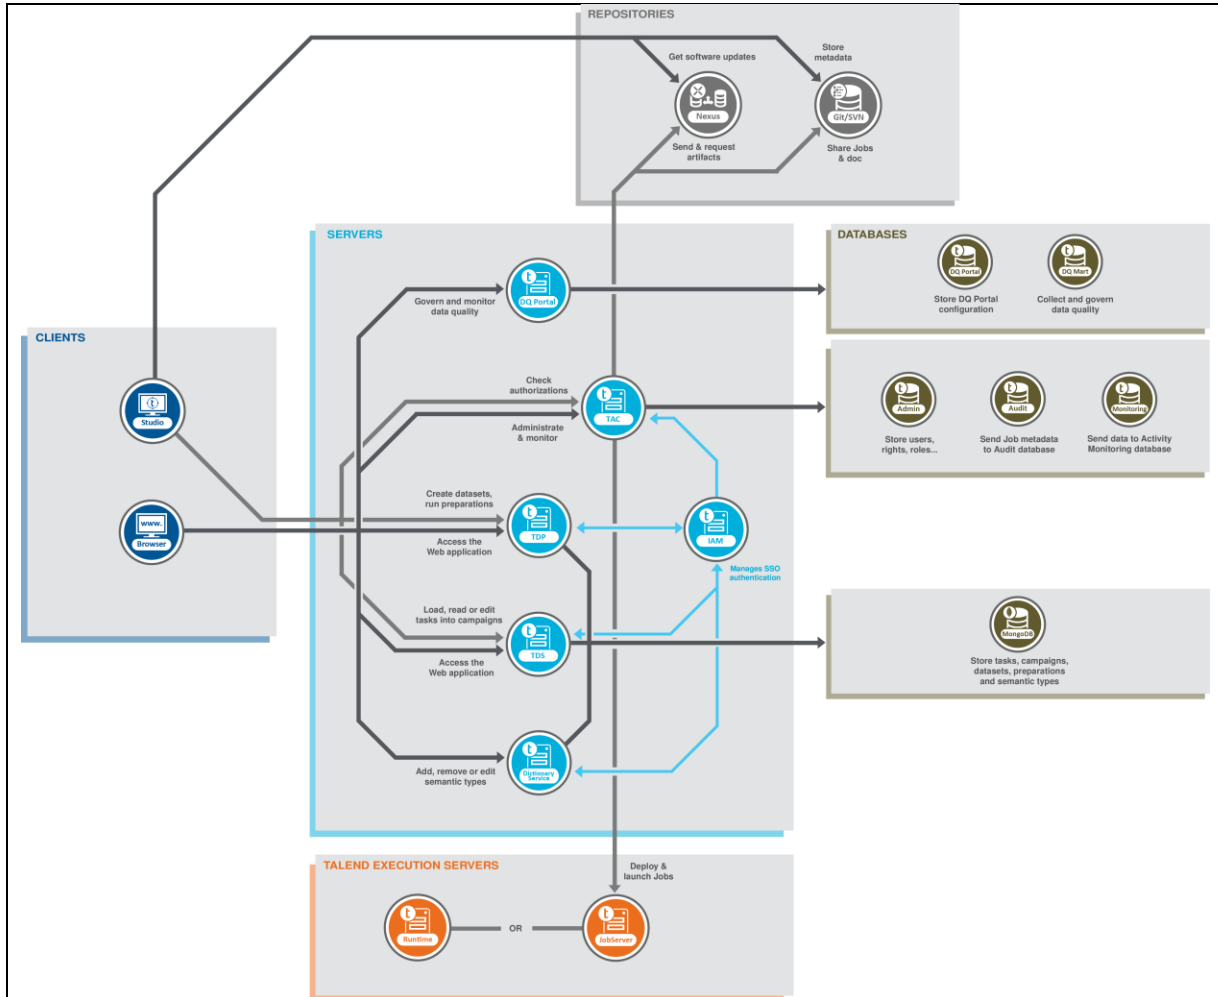 REPOSITORIES
Get software updates
Store
metadata
Nexus
Git/SVN
Send & request
artifacts
Share Jobs
& doc
SERVERS
DATABASES
DQ Portal
Govern and monitor
data quality
DQ Portal
DQ Mart
Store DQ Portal
configuration
Collect and govern
data quality
CLIENTS
Studio
www.
Browser
Check
authorizations
TAC
Administrate
& monitor
Admin
Audit
Monitoring
Store users,
rights, roles...
Send Job metadata
to Audit database
Send data to Activity
Monitoring database
Create datasets,
run preparations
TDP
IAM
Access the
Web application
Manages SSO
authentication
Load, read or edit
tasks into campaigns
TDS
Access the
Web application
MongoDB
Store tasks, campaigns,
datasets, preparations
and semantic types
Dictionary
Service
Add, remove or edit
semantic types
TALEND EXECUTION SERVERS
Deploy &
launch Jobs
Runtime
OR
JobServer